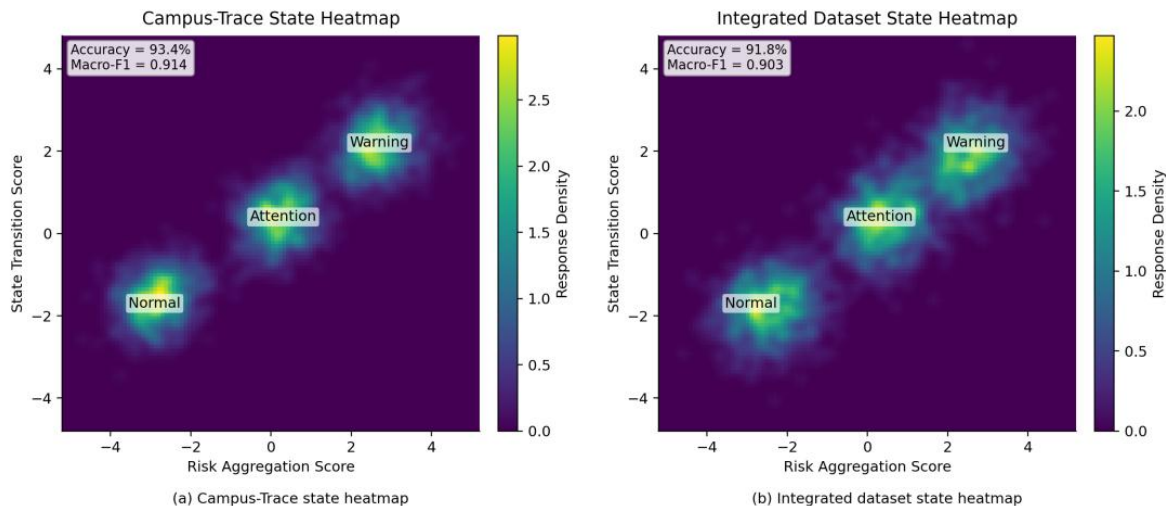 Campus-Trace State Heatmap
Accuracy = 93.4%
Macro-F1 = 0.914
Warning
Attention
Normal
4
2
0
−2
−4
State Transition Score
−4
−2
0
2
4
Risk Aggregation Score
2.5
2.0
1.5
1.0
0.5
0.0
Response Density
(a) Campus-Trace state heatmap
Integrated Dataset State Heatmap
Accuracy = 91.8%
Macro-F1 = 0.903
Warning
Attention
Normal
4
2
0
−2
−4
State Transition Score
−4
−2
0
2
4
Risk Aggregation Score
2.0
1.5
1.0
0.5
0.0
Response Density
(b) Integrated dataset state heatmap